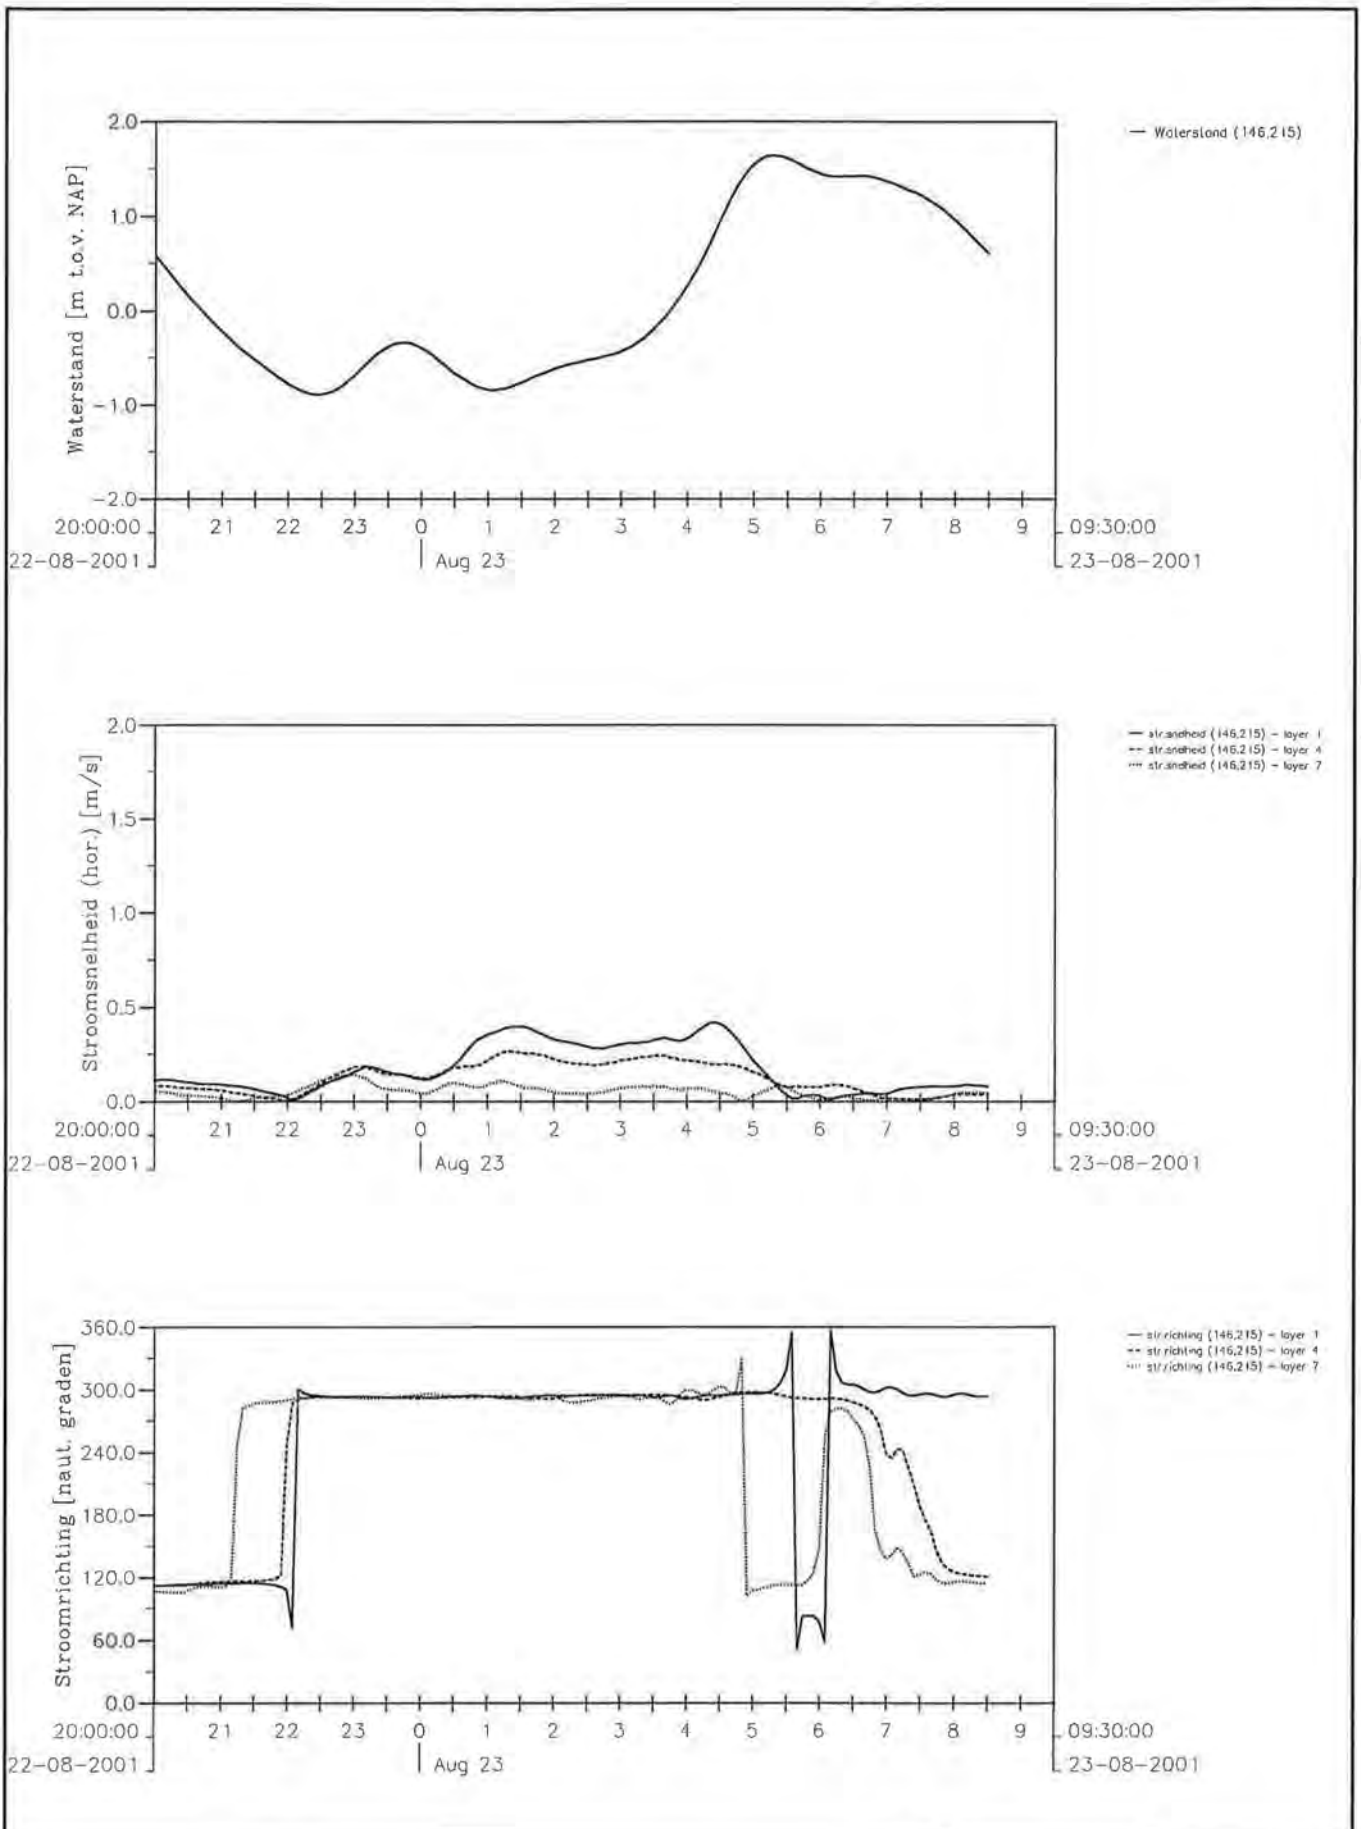 2.0
1.0
0.0
-1.0
-2.0
Waterstand [m t.o.v. NAP]
— Waterstand (146,215)
20:00:00 21 22 23 0 1 2 3 4 5 6 7 8 9 09:30:00
22-08-2001 Aug 23 23-08-2001
2.0
1.5
1.0
0.5
0.0
Stroomsnelheid (hor.) [m/s]
str.snelheid (146,215) - layer 1
str.snelheid (146,215) - layer 4
str.snelheid (146,215) - layer 7
20:00:00 21 22 23 0 1 2 3 4 5 6 7 8 9 09:30:00
22-08-2001 Aug 23 23-08-2001
360.0
300.0
240.0
180.0
120.0
60.0
0.0
Stroomrichting [naut. graden]
str.richting (146,215) - layer 1
str.richting (146,215) - layer 4
str.richting (146,215) - layer 7
20:00:00 21 22 23 0 1 2 3 4 5 6 7 8 9 09:30:00
22-08-2001 Aug 23 23-08-2001